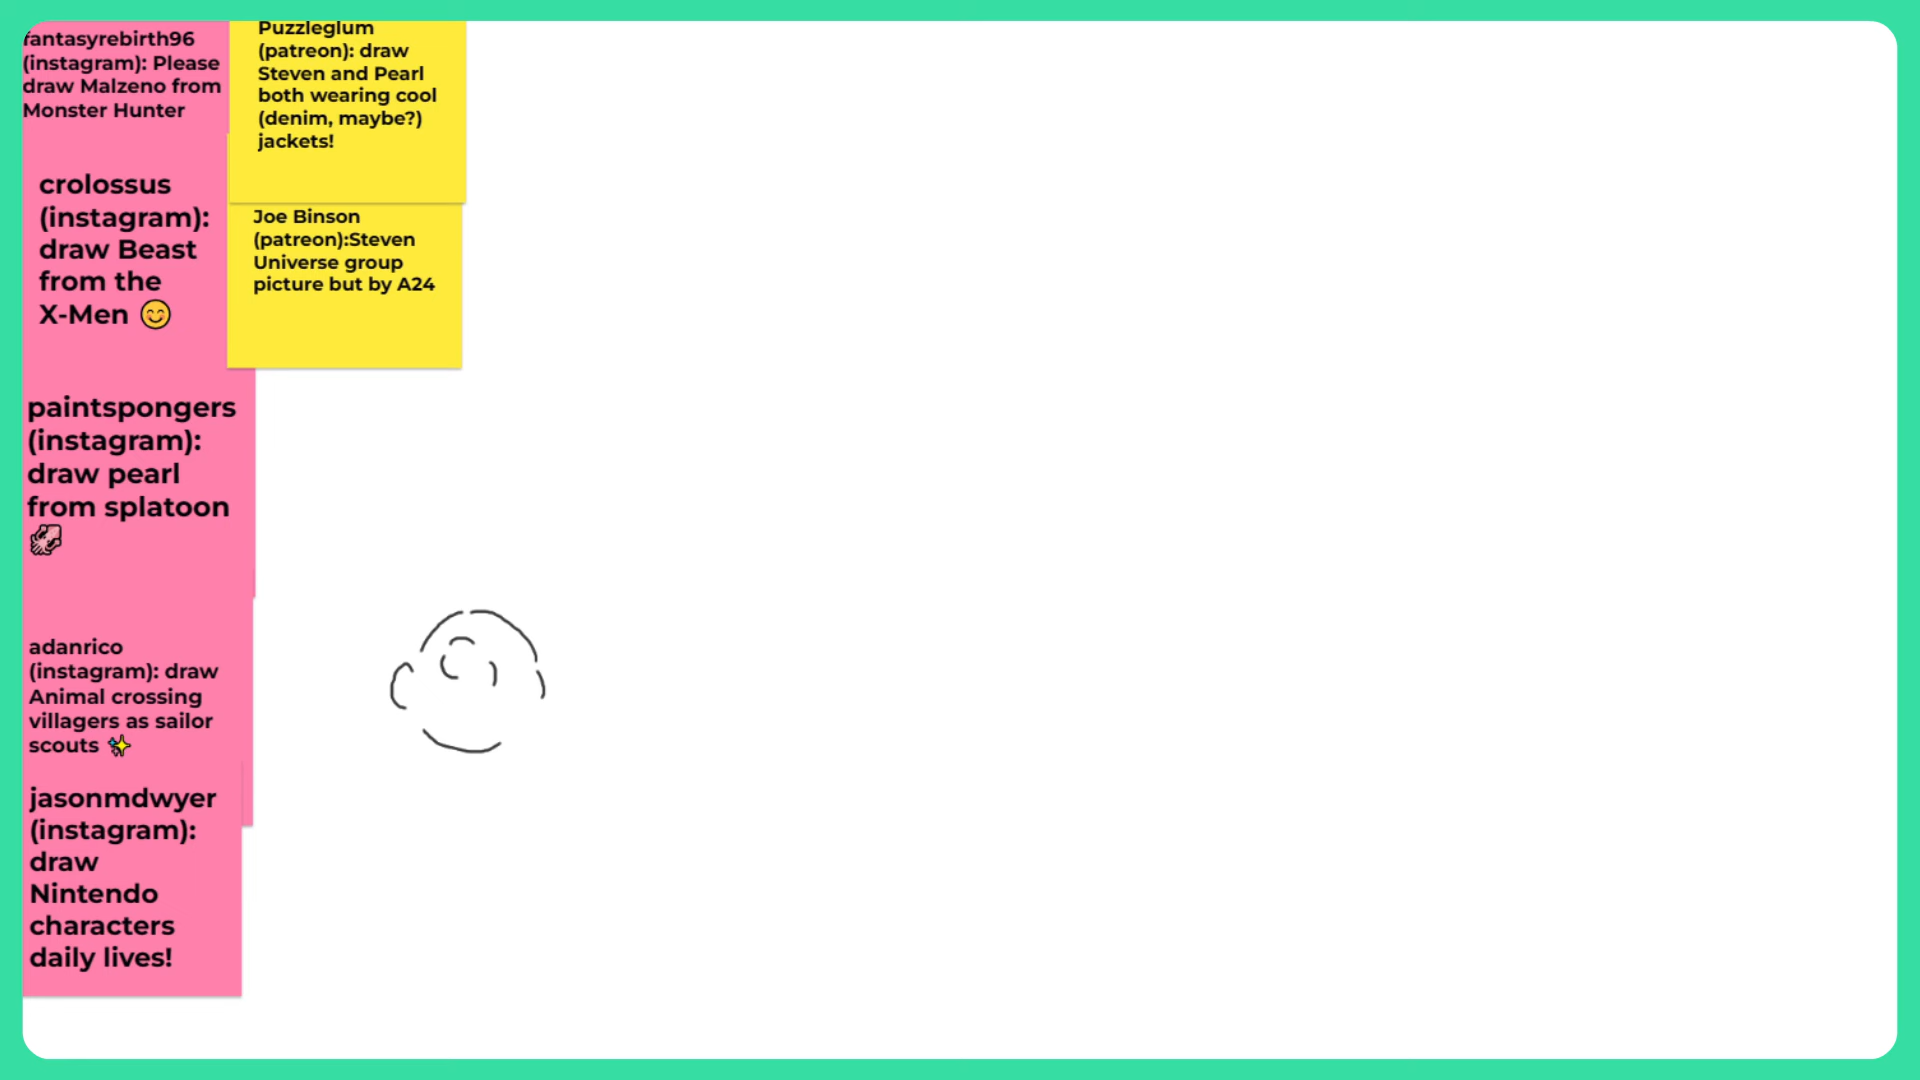 fantasyrebirth96
(instagram): Please
draw Malzeno from
Monster Hunter
crolossus
(instagram):
draw Beast
from the
X-Men 😊
paintspongers
(instagram):
draw pearl
from splatoon
🦑
adanrico
(instagram): draw
Animal crossing
villagers as sailor
scouts ✨
jasonmdwyer
(instagram):
draw
Nintendo
characters
daily lives!
Puzzleglum
(patreon): draw
Steven and Pearl
both wearing cool
(denim, maybe?)
jackets!
Joe Binson
(patreon):Steven
Universe group
picture but by A24